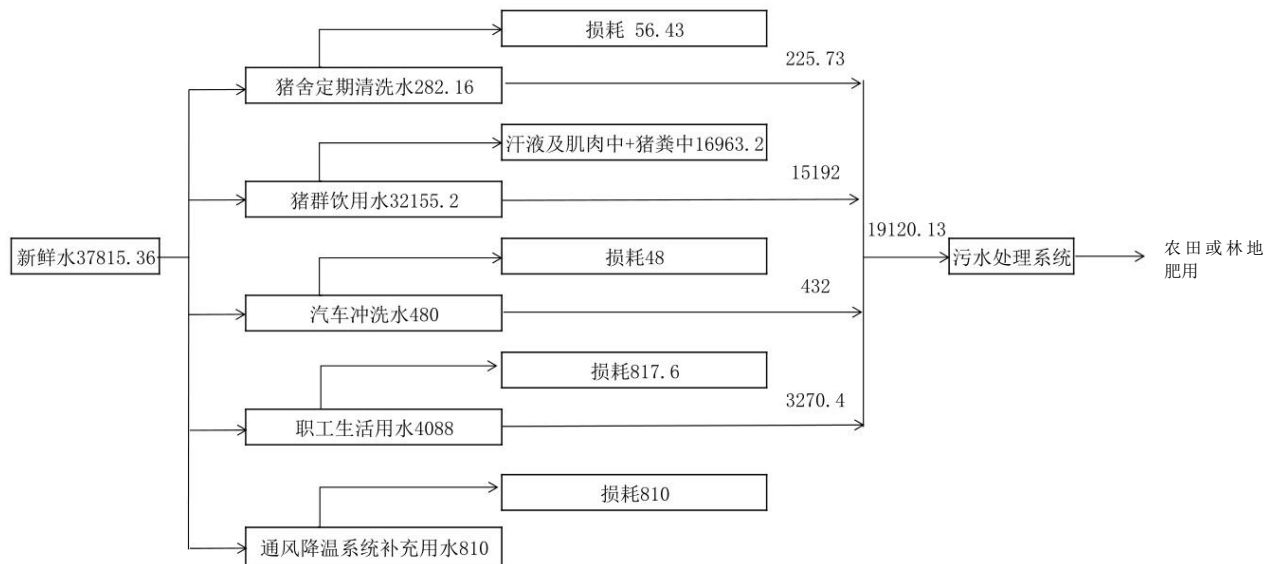 损耗 56.43
225.73
猪舍定期清洗水282.16
汗液及肌肉中+猪粪中16963.2
15192
猪群饮用水32155.2
19120.13
新鲜水37815.36
损耗48
污水处理系统
农田或林地
肥用
432
汽车冲洗水480
损耗817.6
3270.4
职工生活用水4088
损耗810
通风降温系统补充用水810